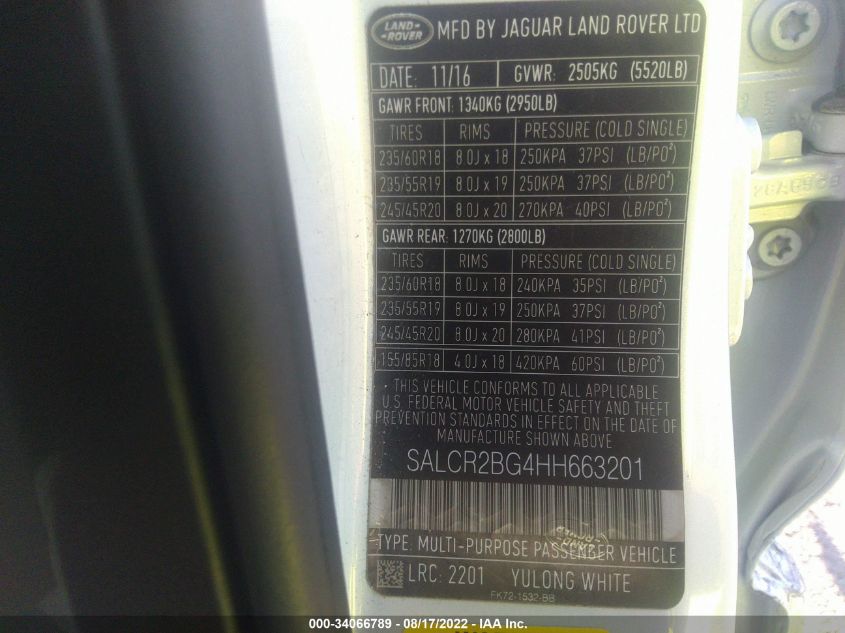 LAND ROVER MFD BY JAGUAR LAND ROVER LTD
DATE: 11/16 GVWR: 2505KG (5520LB)
GAWR FRONT: 1340KG (2950LB)
TIRES RIMS PRESSURE (COLD SINGLE)
235/60R18 8.0J x 18 250KPA 37PSI (LB/PO²)
235/55R19 8.0J x 19 250KPA 37PSI (LB/PO²)
245/45R20 8.0J x 20 270KPA 40PSI (LB/PO²)
GAWR REAR: 1270KG (2800LB)
TIRES RIMS PRESSURE (COLD SINGLE)
235/60R18 8.0J x 18 240KPA 35PSI (LB/PO²)
235/55R19 8.0J x 19 250KPA 37PSI (LB/PO²)
245/45R20 8.0J x 20 280KPA 41PSI (LB/PO²)
155/85R18 4.0J x 18 420KPA 60PSI (LB/PO²)
THIS VEHICLE CONFORMS TO ALL APPLICABLE
U.S. FEDERAL MOTOR VEHICLE SAFETY AND THEFT
PREVENTION STANDARDS IN EFFECT ON THE DATE OF
MANUFACTURE SHOWN ABOVE
SALCR2BG4HH663201
TYPE: MULTI-PURPOSE PASSENGER VEHICLE
LRC: 2201 YULONG WHITE
FK72-1532-BB
000-34066789 - 08/17/2022 - IAA Inc.